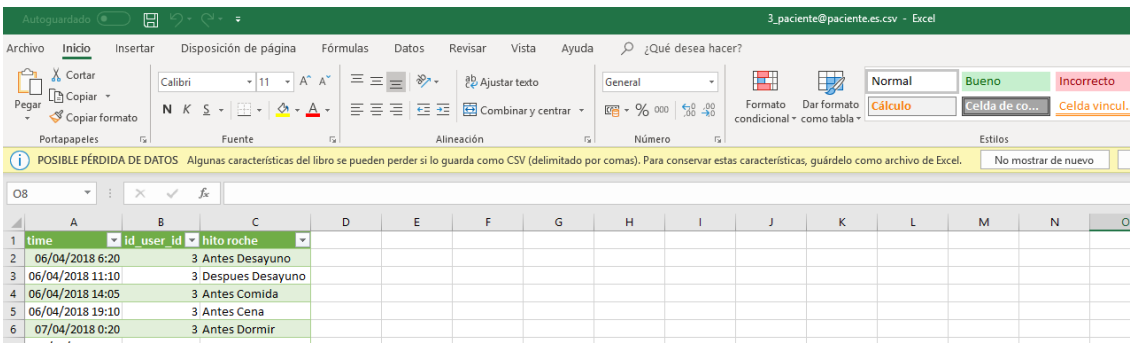 Autoguardado
3_paciente@paciente.es.csv - Excel
Archivo Inicio Insertar Disposición de página Fórmulas Datos Revisar Vista Ayuda ¿Qué desea hacer?
Pegar
Cortar
Copiar
Copiar formato
Portapapeles
Calibri 11 A A
N K S A
Fuente
ab Ajustar texto
Combinar y centrar
Alineación
General
% 000
Número
Formato condicional
Dar formato como tabla
Normal Bueno Incorrecto
Cálculo Celda de co... Celda vincul.
Estilos
POSIBLE PÉRDIDA DE DATOS Algunas características del libro se pueden perder si lo guarda como CSV (delimitado por comas). Para conservar estas características, guárdelo como archivo de Excel. No mostrar de nuevo
O8 fx
A B C D E F G H I J K L M N O
1 time id_user_id hito roche
2 06/04/2018 6:20 3 Antes Desayuno
3 06/04/2018 11:10 3 Despues Desayuno
4 06/04/2018 14:05 3 Antes Comida
5 06/04/2018 19:10 3 Antes Cena
6 07/04/2018 0:20 3 Antes Dormir